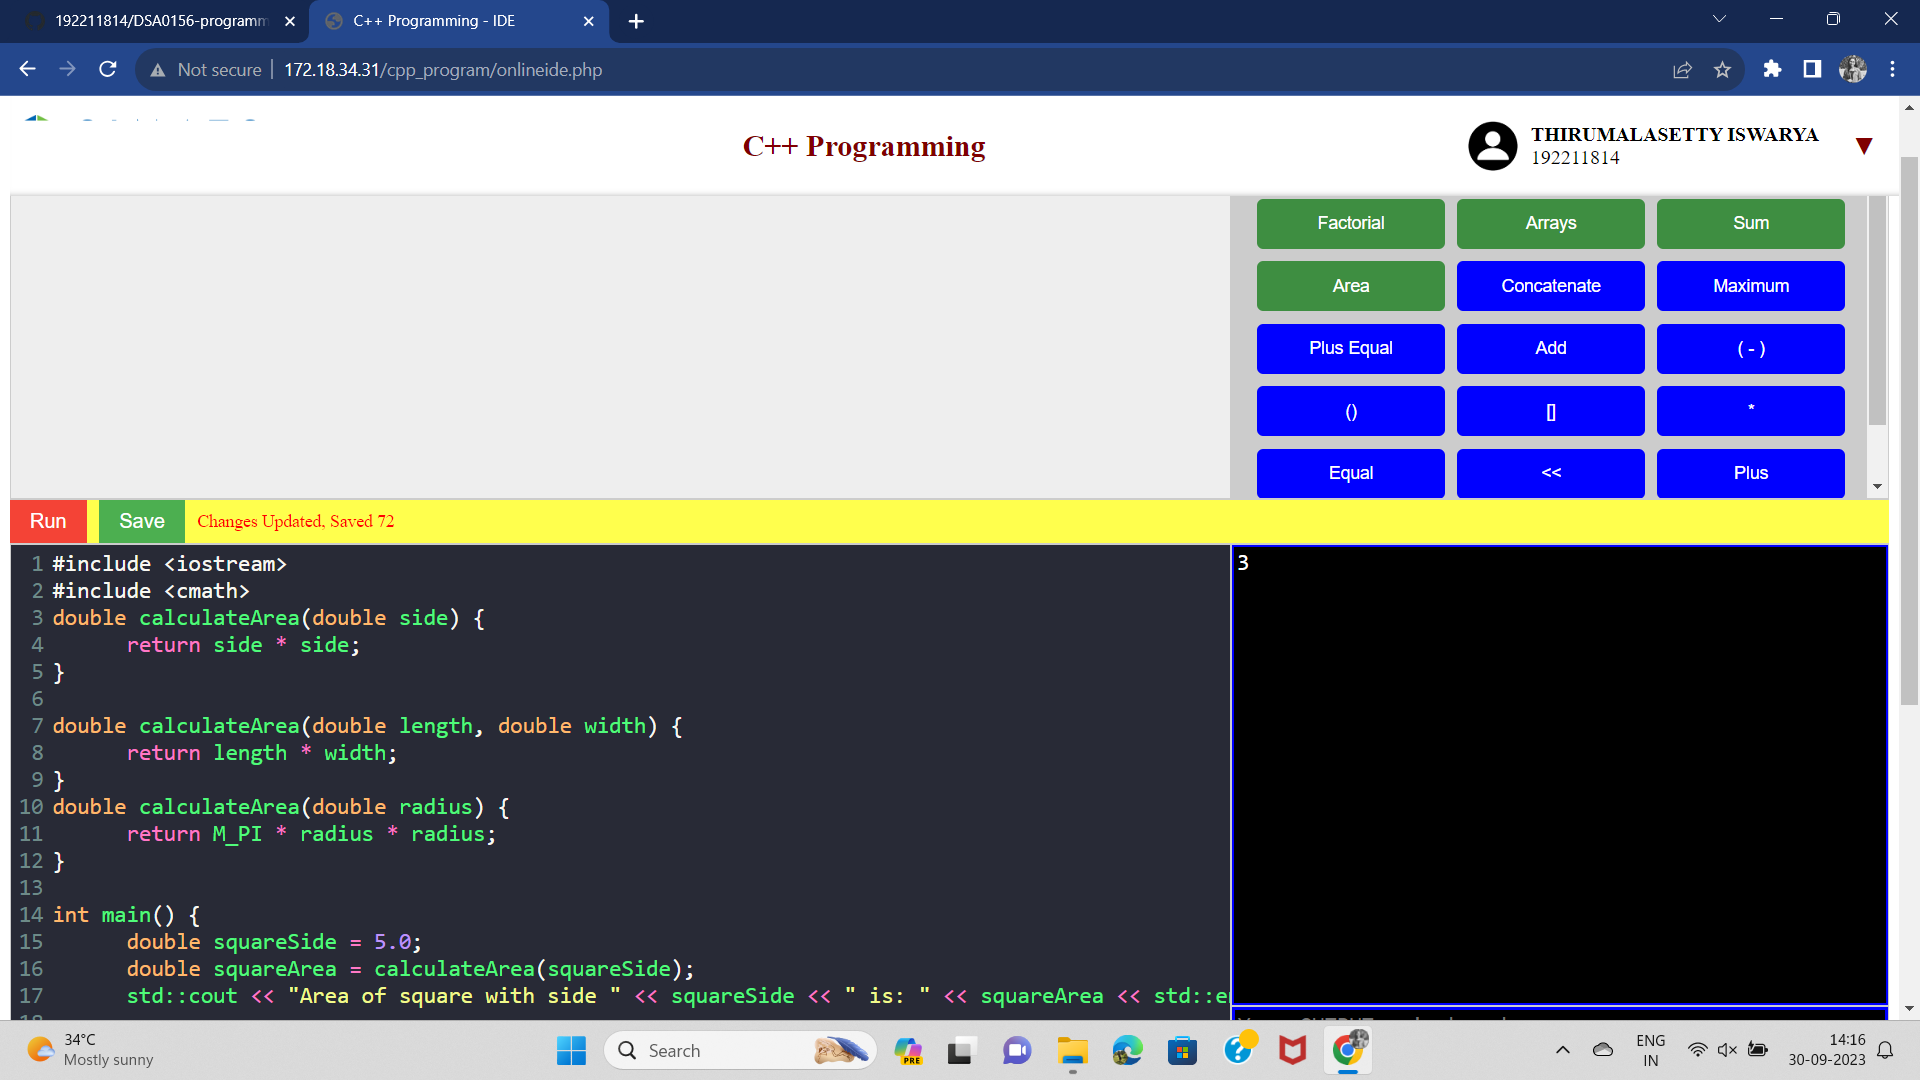 192211814/DSA0156-programm
C++ Programming - IDE
Not secure
172.18.34.31/cpp_program/onlineide.php
C++ Programming
THIRUMALASETTY ISWARYA
192211814
Factorial Arrays Sum
Area Concatenate Maximum
Plus Equal Add ( - )
() [] *
Equal << Plus
Run Save Changes Updated, Saved 72
1 #include <iostream>
2 #include <cmath>
3 double calculateArea(double side) {
4 return side * side;
5 }
6
7 double calculateArea(double length, double width) {
8 return length * width;
9 }
10 double calculateArea(double radius) {
11 return M_PI * radius * radius;
12 }
13
14 int main() {
15 double squareSide = 5.0;
16 double squareArea = calculateArea(squareSide);
17 std::cout << "Area of square with side " << squareSide << " is: " << squareArea << std::e
3
34°C
Mostly sunny
Search
PRE
ENG
IN
14:16
30-09-2023